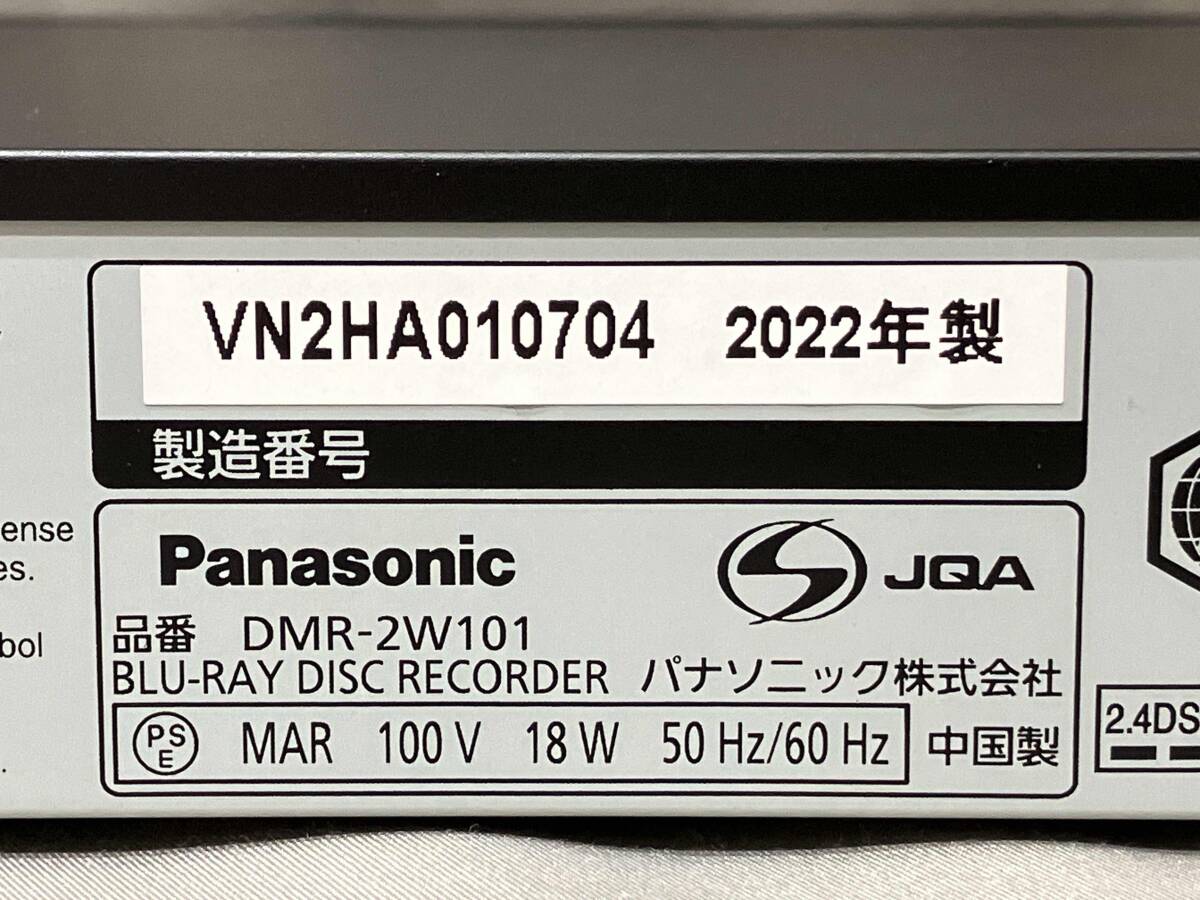 VN2HA010704 2022年製
製造番号
ense
es.
bol
Panasonic
JQA
品番 DMR-2W101
BLU-RAY DISC RECORDER パナソニック株式会社
PSE MAR 100 V 18 W 50 Hz/60 Hz 中国製
2.4DS